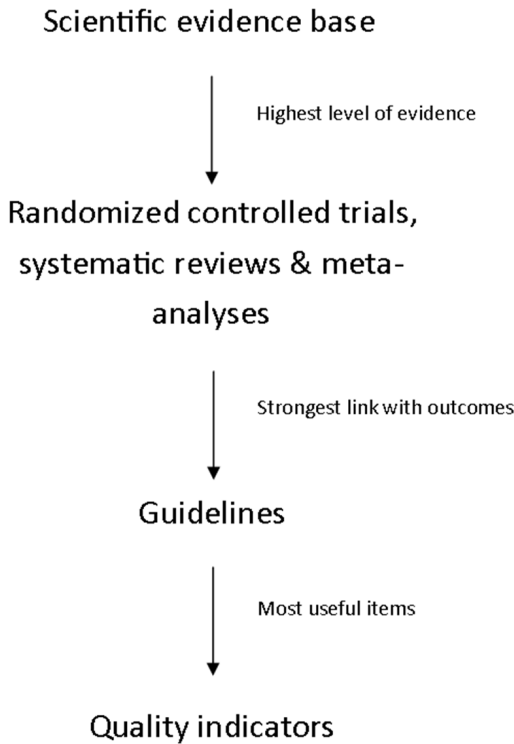 Scientific evidence base
Highest level of evidence
Randomized controlled trials,
systematic reviews & meta-
analyses
Strongest link with outcomes
Guidelines
Most useful items
Quality indicators